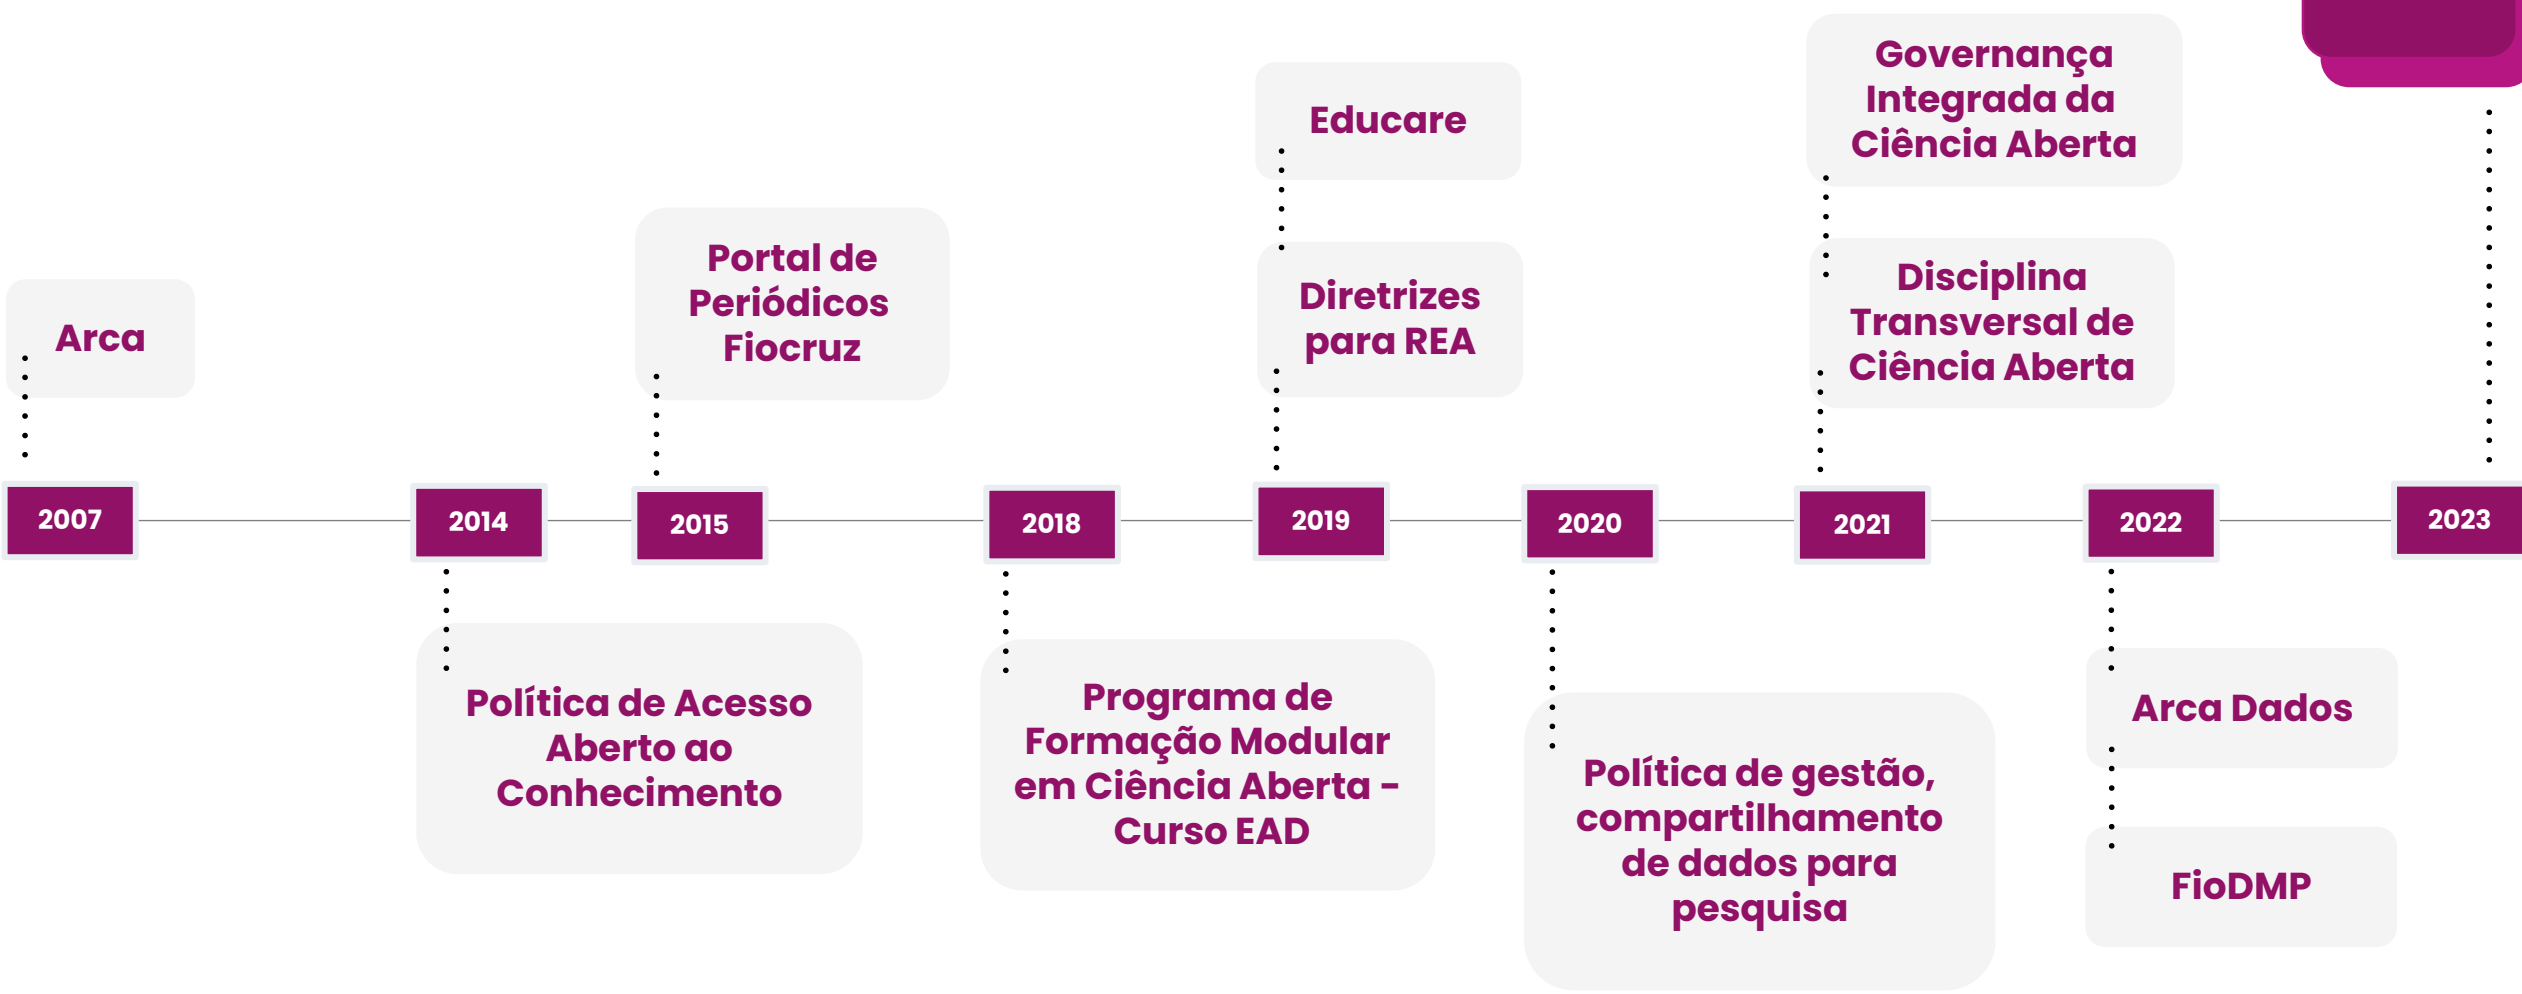 Arca
Portal de
Periódicos
Fiocruz
Educare
Diretrizes
para REA
Governança
Integrada da
Ciência Aberta
Disciplina
Transversal de
Ciência Aberta
2007
2014
2015
2018
2019
2020
2021
2022
2023
Política de Acesso
Aberto ao
Conhecimento
Programa de
Formação Modular
em Ciência Aberta -
Curso EAD
Política de gestão,
compartilhamento
de dados para
pesquisa
Arca Dados
FioDMP